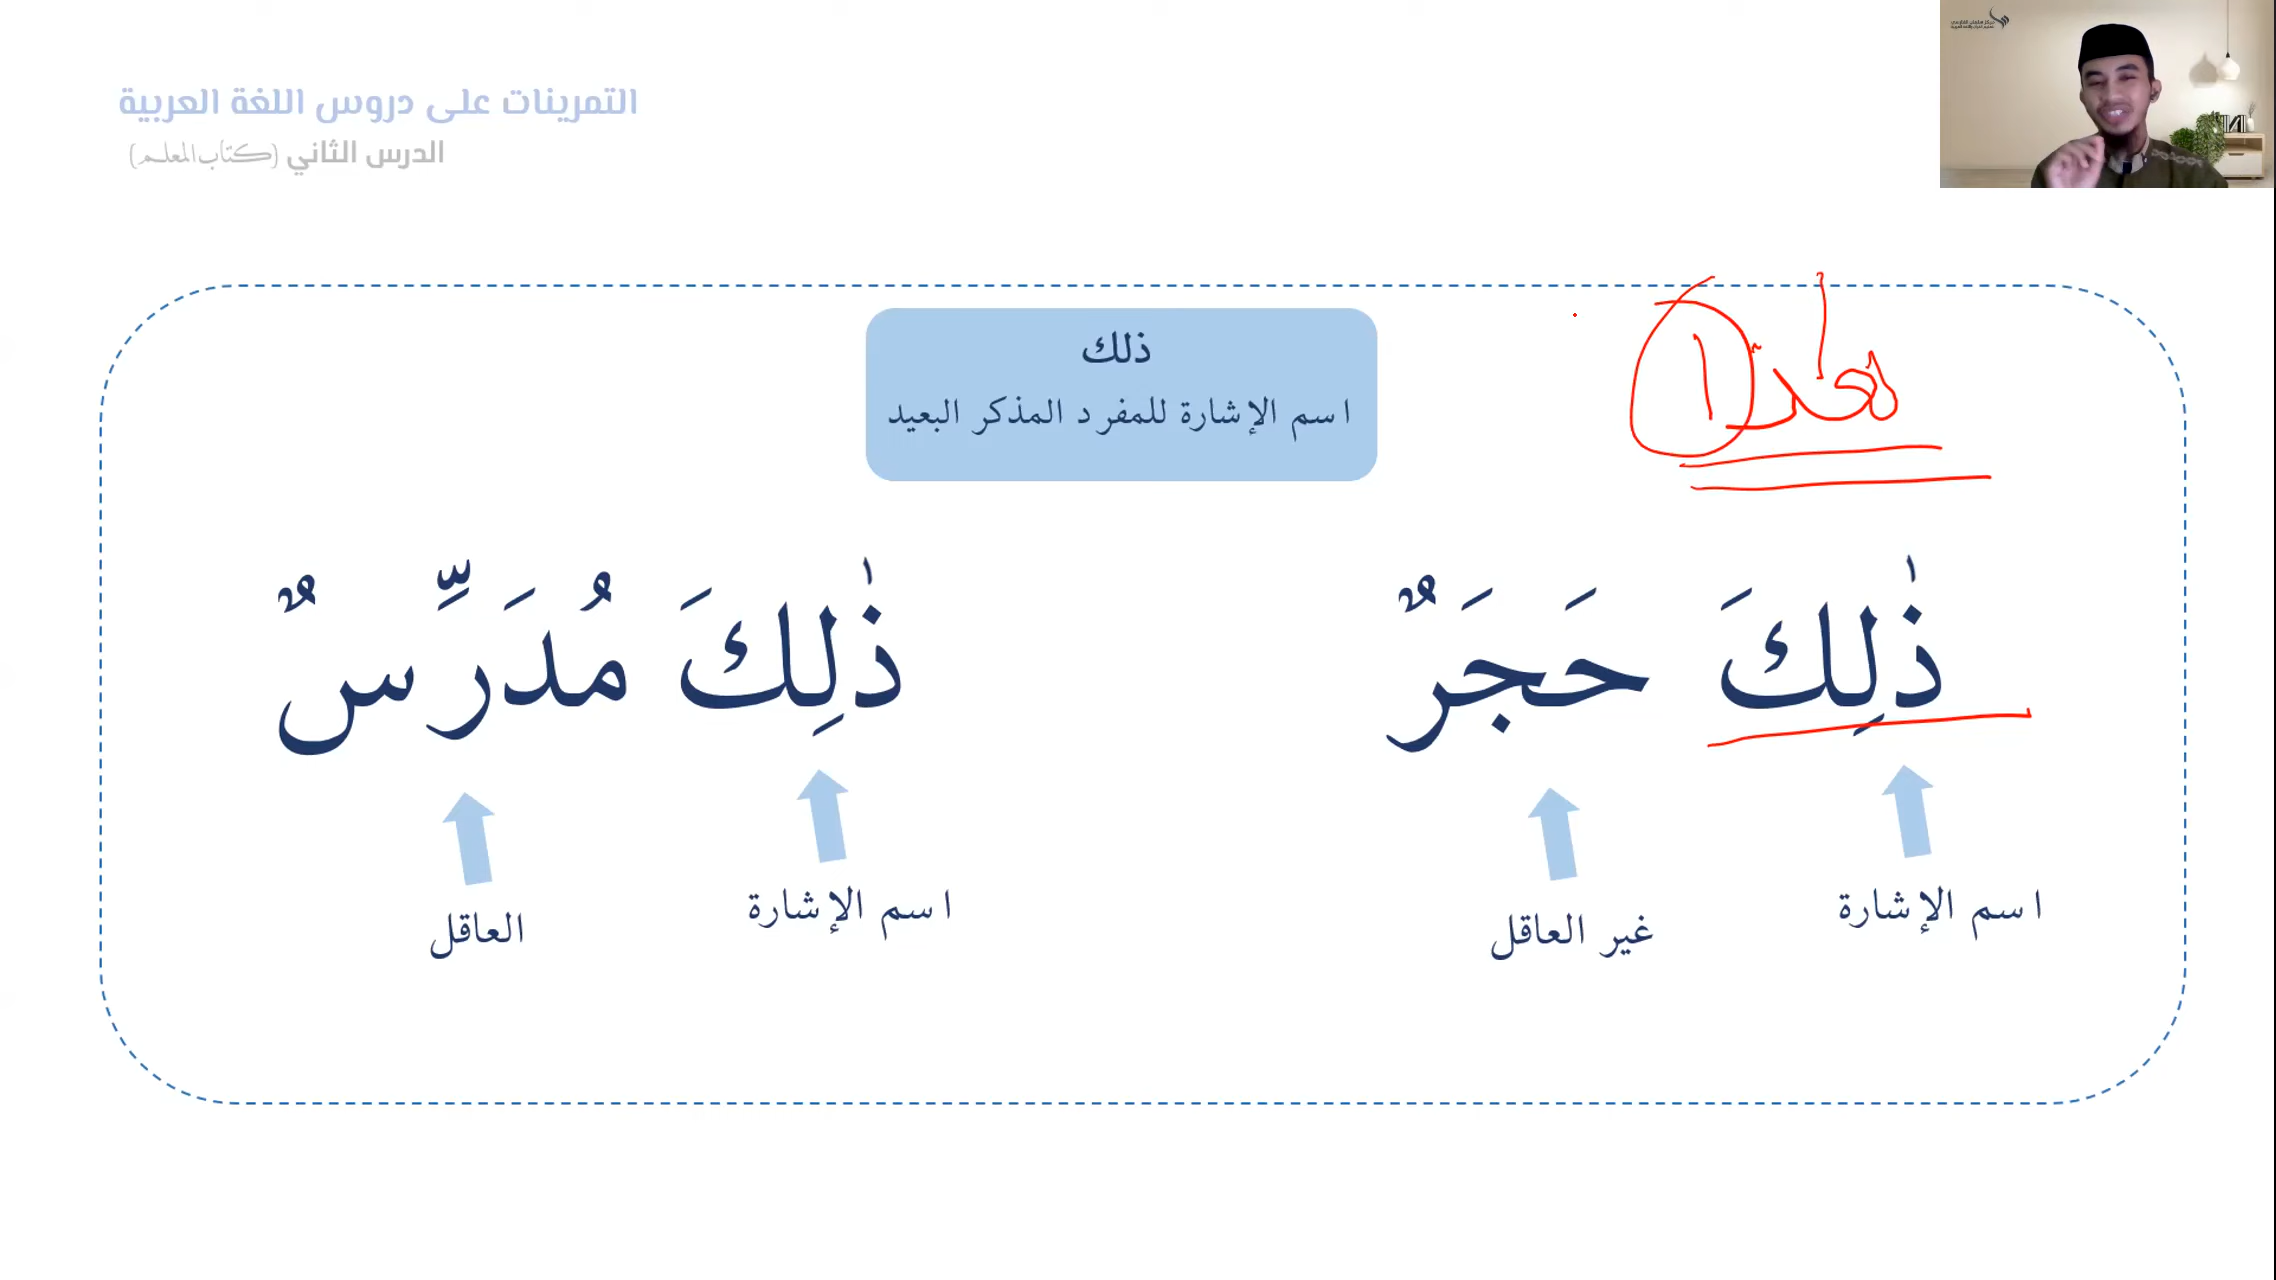 التمرينات على دروس اللغة العربية
الدرس الثاني (كتاب المعلم)
ذلك
اسم الإشارة للمفرد المذكر البعيد
هذا
ذٰلِكَ حَجَرٌ
ذٰلِكَ مُدَرِّسٌ
اسم الإشارة
غير العاقل
اسم الإشارة
العاقل